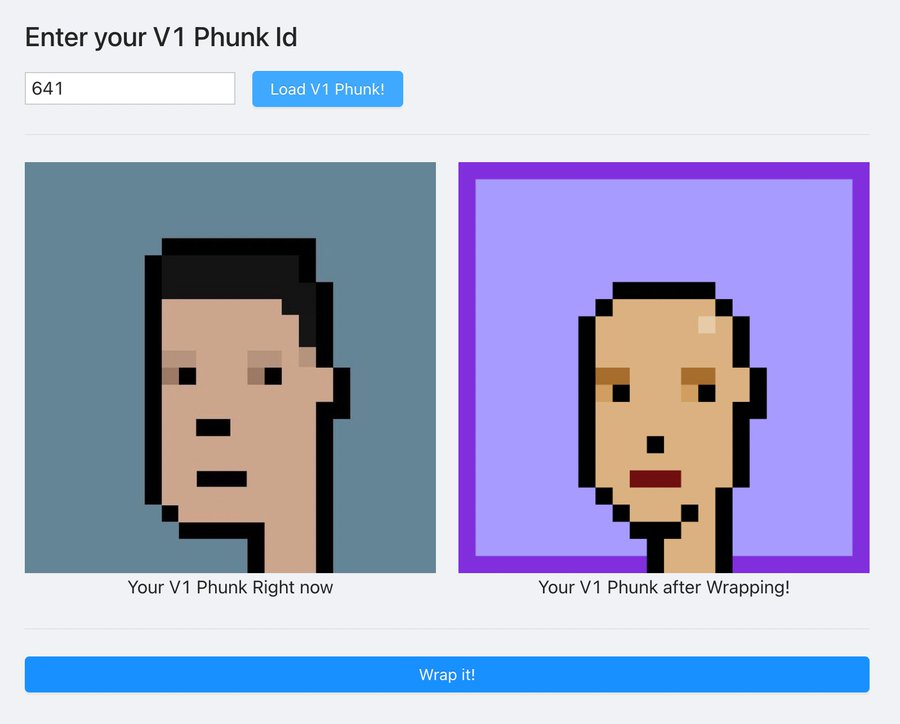 Enter your V1 Phunk Id
641
Load V1 Phunk!
Your V1 Phunk Right now
Your V1 Phunk after Wrapping!
Wrap it!